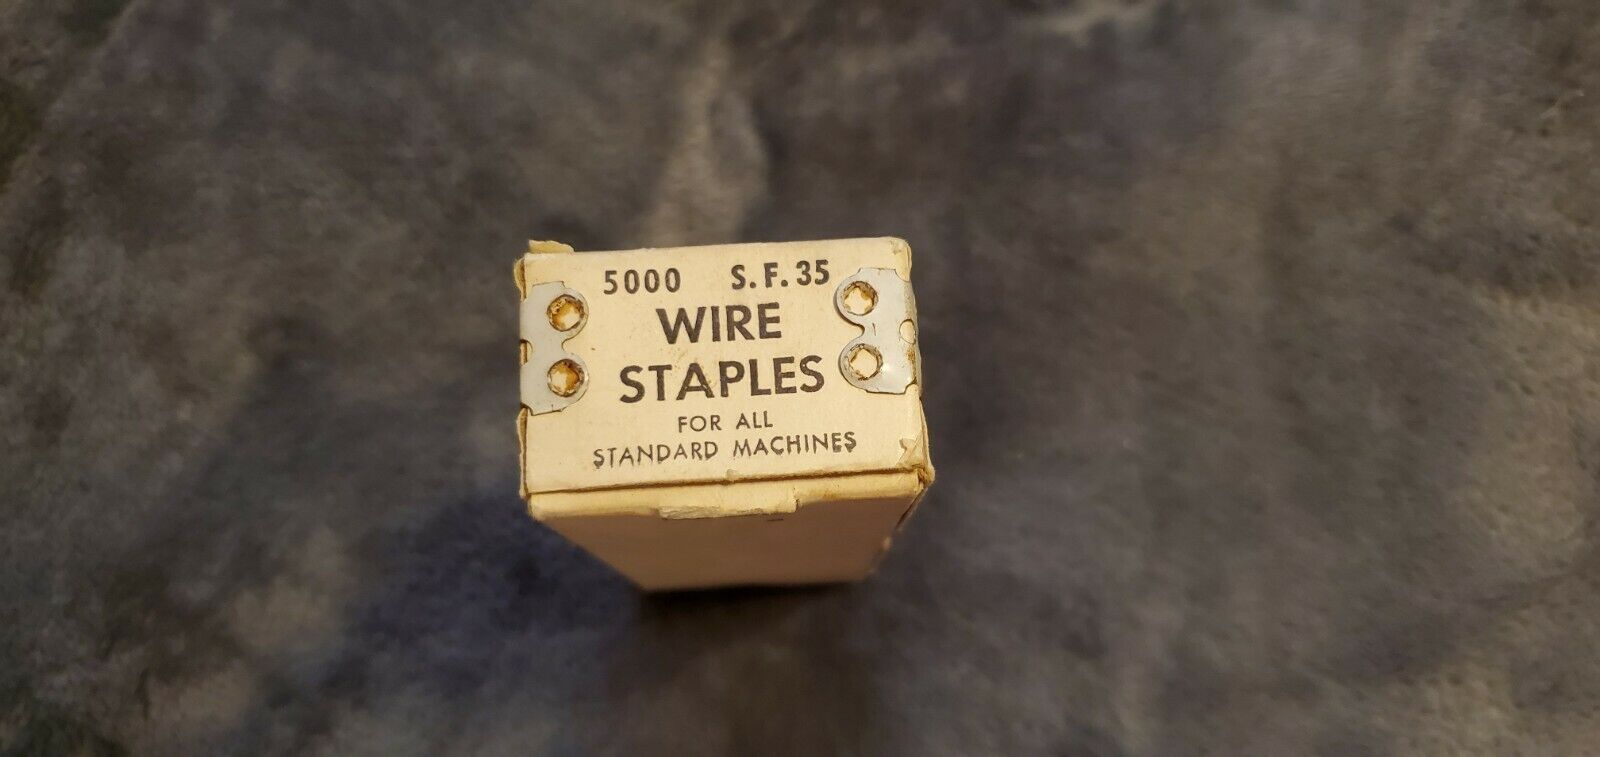 5000 S.F. 35
WIRE
STAPLES
FOR ALL
STANDARD MACHINES